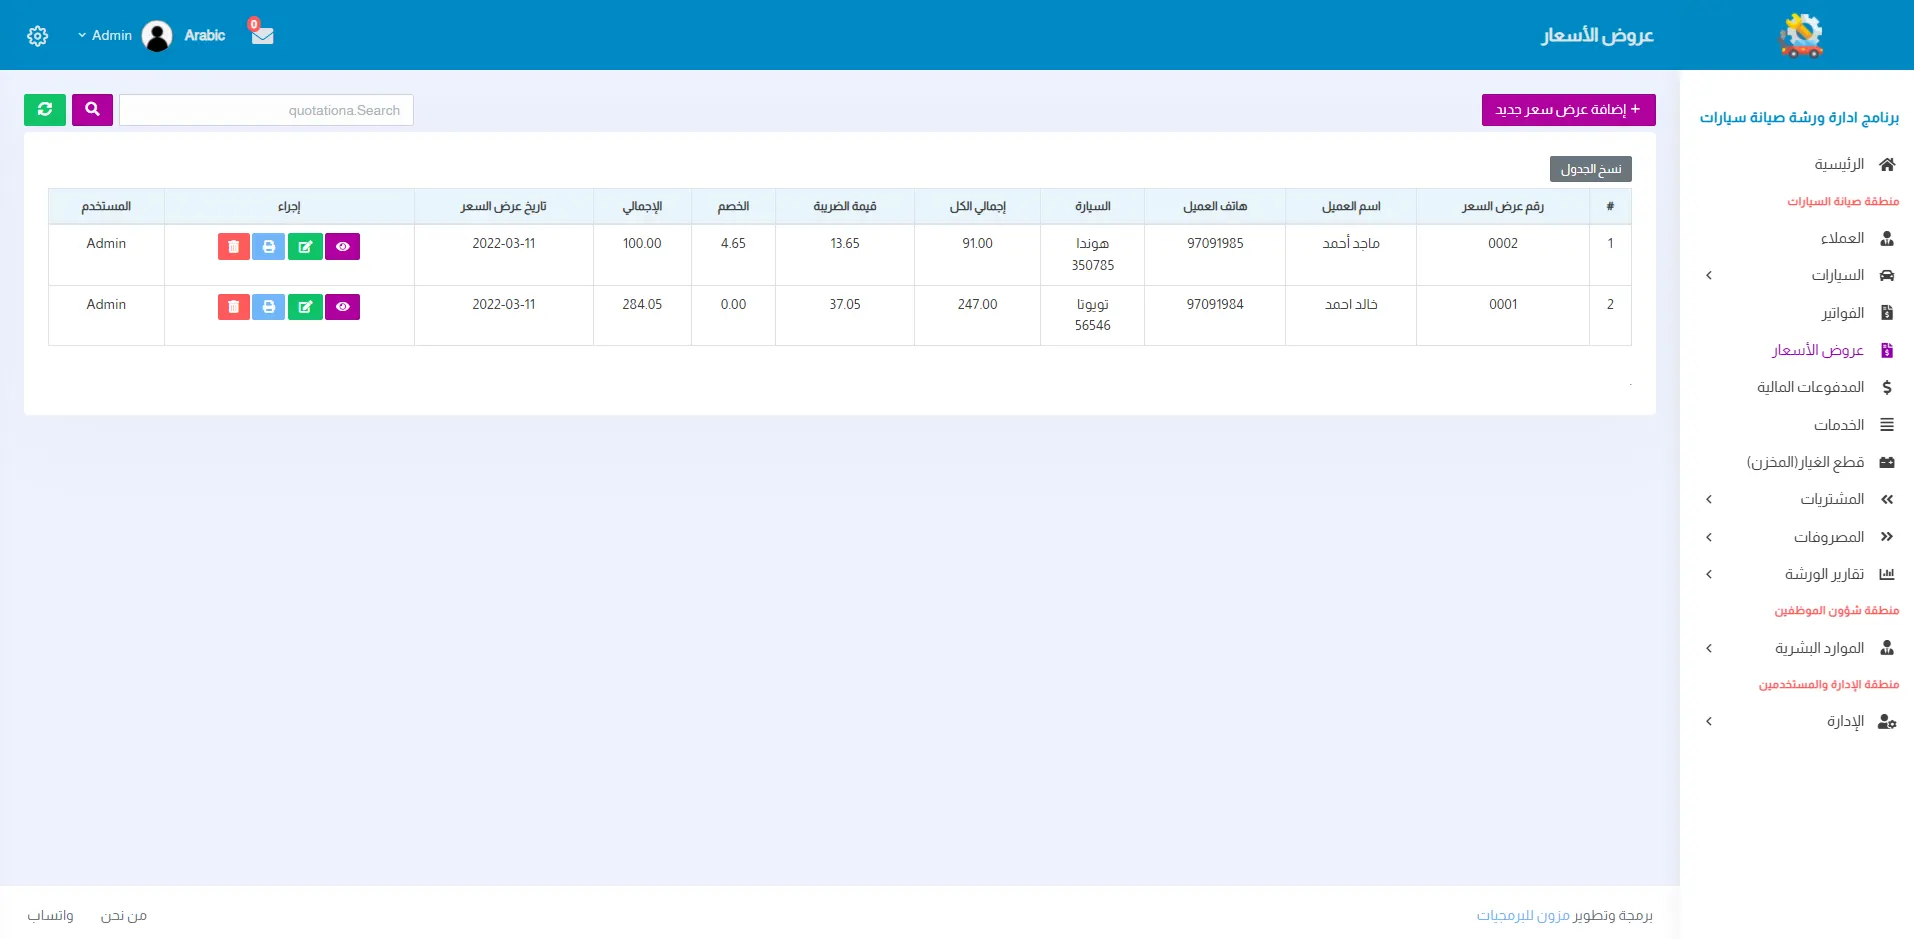 عروض الأسعار
0
Arabic
Admin
برنامج ادارة ورشة صيانة سيارات
الرئيسية
منطقة صيانة السيارات
العملاء
السيارات
الفواتير
عروض الأسعار
المدفوعات المالية
الخدمات
قطع الغيار(المخزن)
المشتريات
المصروفات
تقارير الورشة
منطقة شؤون الموظفين
الموارد البشرية
منطقة الإدارة والمستخدمين
الإدارة
+ إضافة عرض سعر جديد
quotationa.Search
نسخ الجدول
# رقم عرض السعر اسم العميل هاتف العميل السيارة إجمالي الكل قيمة الضريبة الخصم الإجمالي تاريخ عرض السعر إجراء المستخدم
1 0002 ماجد أحمد 97091985 هوندا 91.00 13.65 4.65 100.00 2022-03-11 Admin
350785
2 0001 خالد احمد 97091984 تويوتا 247.00 37.05 0.00 284.05 2022-03-11 Admin
56546
.
برمجة وتطوير مزون للبرمجيات
من نحن
واتساب